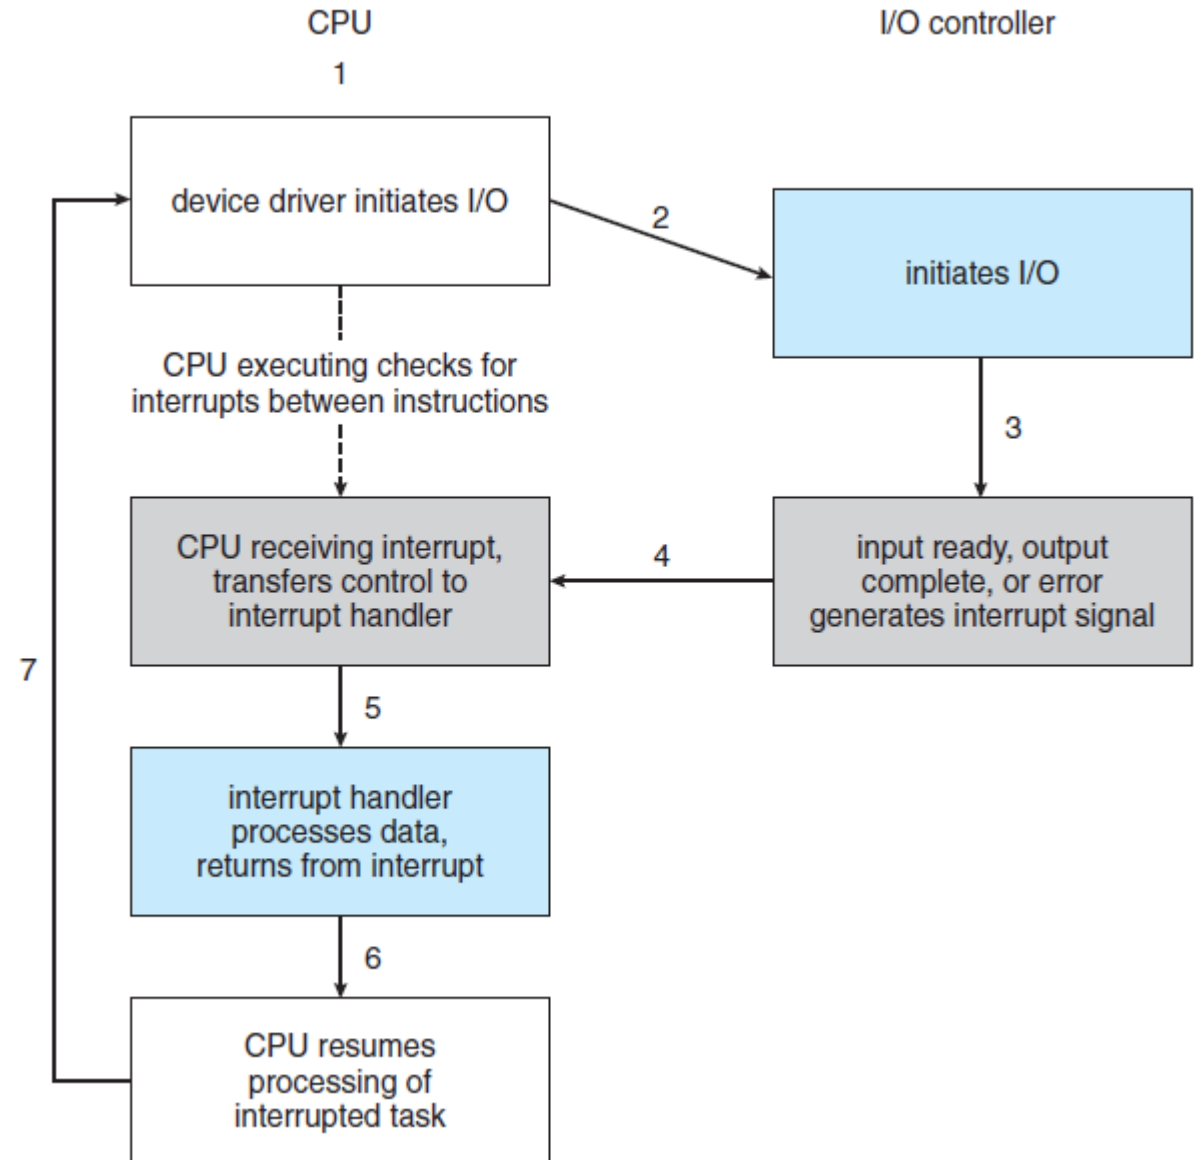 CPU
I/O controller
1
device driver initiates I/O
2
initiates I/O
CPU executing checks for
interrupts between instructions
3
CPU receiving interrupt,
transfers control to
interrupt handler
4
input ready, output
complete, or error
generates interrupt signal
7
5
interrupt handler
processes data,
returns from interrupt
6
CPU resumes
processing of
interrupted task